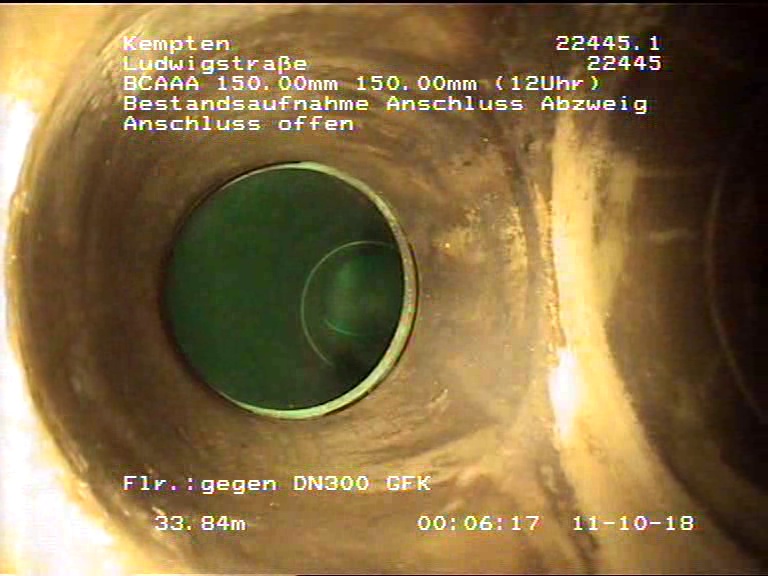 Kempten 22445.1
Ludwigstraße 22445
BCAAA 150.00mm 150.00mm (12Uhr)
Bestandsaufnahme Anschluss Abzweig
Anschluss offen
Flr.:gegen DN300 GFK
33.84m 00:06:17 11-10-18